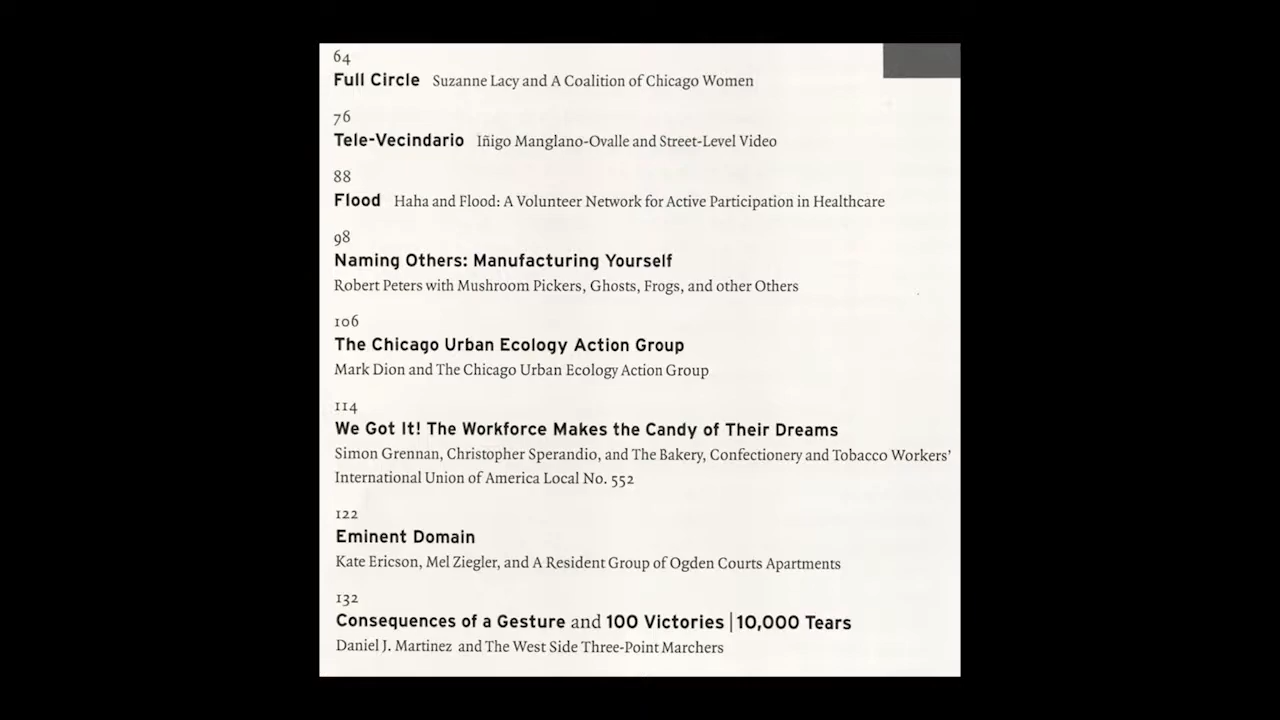 64
Full Circle Suzanne Lacy and A Coalition of Chicago Women
76
Tele-Vecindario Iñigo Manglano-Ovalle and Street-Level Video
88
Flood Haha and Flood: A Volunteer Network for Active Participation in Healthcare
98
Naming Others: Manufacturing Yourself
Robert Peters with Mushroom Pickers, Ghosts, Frogs, and other Others
106
The Chicago Urban Ecology Action Group
Mark Dion and The Chicago Urban Ecology Action Group
114
We Got It! The Workforce Makes the Candy of Their Dreams
Simon Grennan, Christopher Sperandio, and The Bakery, Confectionery and Tobacco Workers’
International Union of America Local No. 552
122
Eminent Domain
Kate Ericson, Mel Ziegler, and A Resident Group of Ogden Courts Apartments
132
Consequences of a Gesture and 100 Victories | 10,000 Tears
Daniel J. Martinez and The West Side Three-Point Marchers